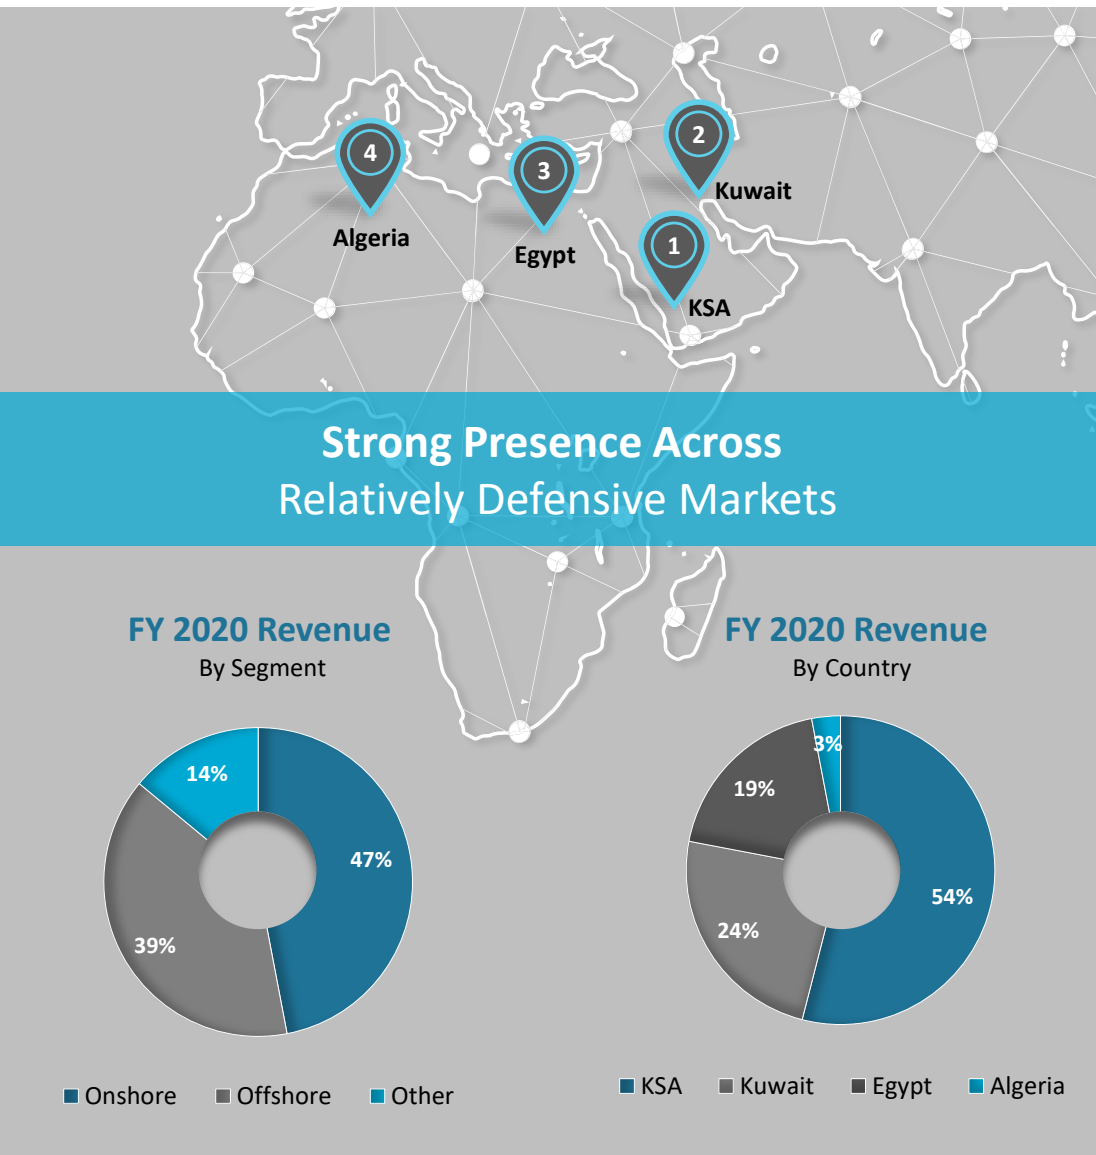 4
Algeria
3
Egypt
2
Kuwait
1
KSA
Strong Presence Across
Relatively Defensive Markets
FY 2020 Revenue
By Segment
14%
47%
39%
Onshore Offshore Other
FY 2020 Revenue
By Country
3%
19%
54%
24%
KSA Kuwait Egypt Algeria